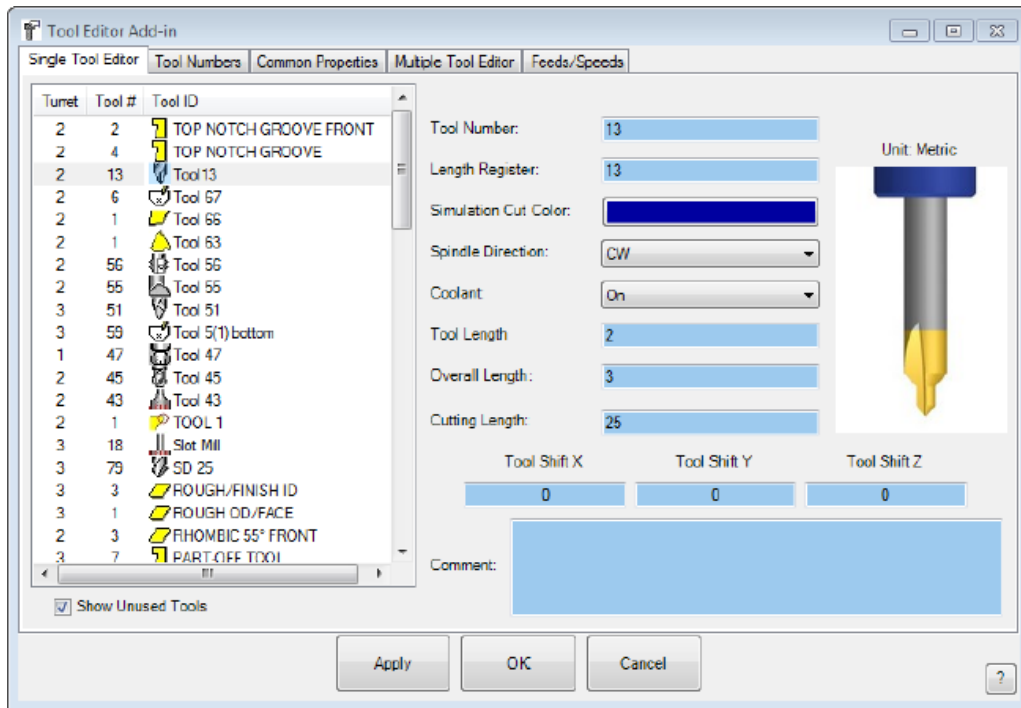 Tool Editor Add-in
Single Tool Editor Tool Numbers Common Properties Multiple Tool Editor Feeds/Speeds
Turret Tool # Tool ID
2 2 TOP NOTCH GROOVE FRONT
2 4 TOP NOTCH GROOVE
2 13 Tool13
2 6 Tool 67
2 1 Tool 66
2 1 Tool 63
2 56 Tool 56
2 55 Tool 55
3 51 Tool 51
3 59 Tool 5(1) bottom
1 47 Tool 47
2 45 Tool 45
2 43 Tool 43
2 1 TOOL 1
3 18 Slot Mill
3 79 SD 25
3 3 ROUGH/FINISH ID
3 1 ROUGH OD/FACE
2 3 RHOMBIC 55° FRONT
3 7 PART-OFF TOOL
Show Unused Tools
Tool Number: 13
Length Register: 13
Simulation Cut Color:
Spindle Direction: CW
Coolant: On
Tool Length 2
Overall Length: 3
Cutting Length: 25
Unit: Metric
Tool Shift X Tool Shift Y Tool Shift Z
0 0 0
Comment:
Apply OK Cancel
?